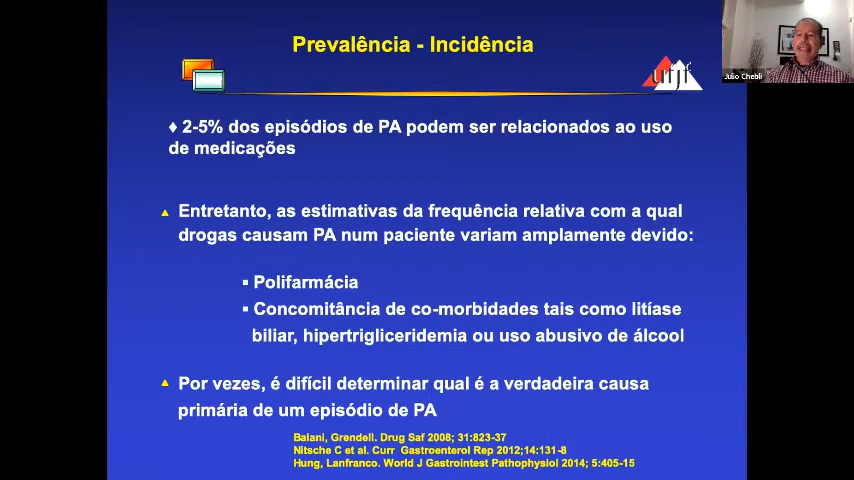 Prevalência - Incidência
ufjf
Julio Chebli
♦ 2-5% dos episódios de PA podem ser relacionados ao uso
de medicações
Entretanto, as estimativas da frequência relativa com a qual
drogas causam PA num paciente variam amplamente devido:
▪ Polifarmácia
▪ Concomitância de co-morbidades tais como litíase
biliar, hipertrigliceridemia ou uso abusivo de álcool
Por vezes, é difícil determinar qual é a verdadeira causa
primária de um episódio de PA
Balani, Grendell. Drug Saf 2008; 31:823-37
Nitsche C et al. Curr Gastroenterol Rep 2012;14:131-8
Hung, Lanfranco. World J Gastrointest Pathophysiol 2014; 5:405-15